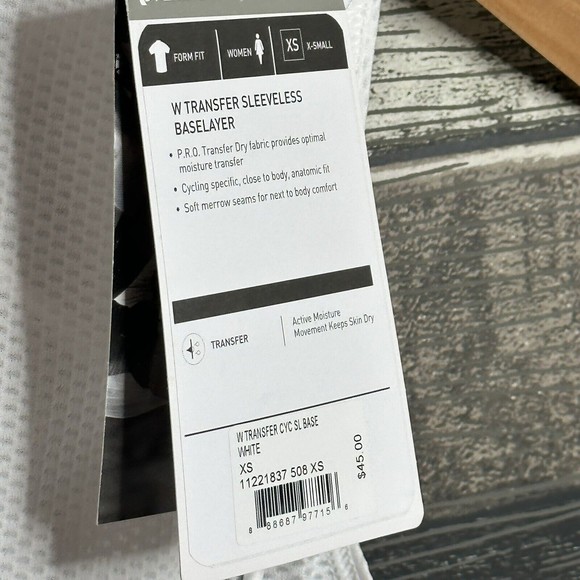 FORM FIT
WOMEN
XS
X-SMALL
W TRANSFER SLEEVELESS
BASELAYER
• P.R.O. Transfer Dry fabric provides optimal
moisture transfer
• Cycling specific, close to body, anatomic fit
• Soft merrow seams for next to body comfort
TRANSFER
Active Moisture
Movement Keeps Skin Dry
W TRANSFER CYC SL BASE
WHITE
XS
11221837 508 XS
$45.00
8 88687 97715 6